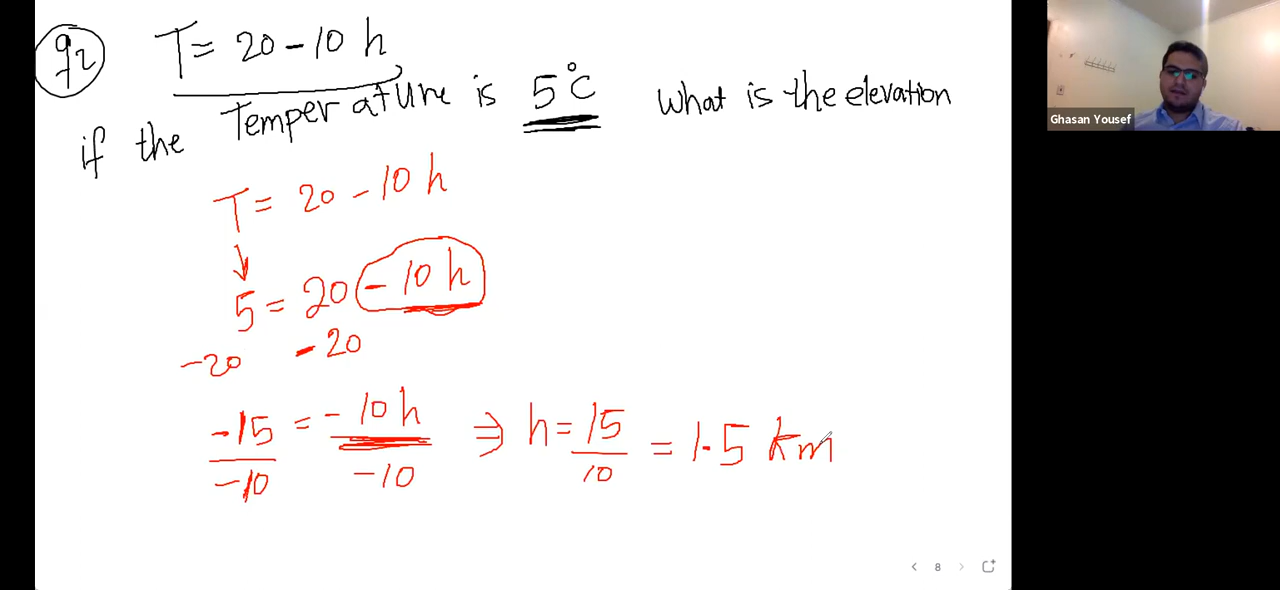 q2 T = 20 - 10 h
if the Temperature is 5°C What is the elevation
T = 20 - 10 h
5 = 20 - 10 h
-20 - 20
-15 = - 10 h ⇒ h = 15 = 1.5 km
-10 -10 10
Ghasan Yousef
8